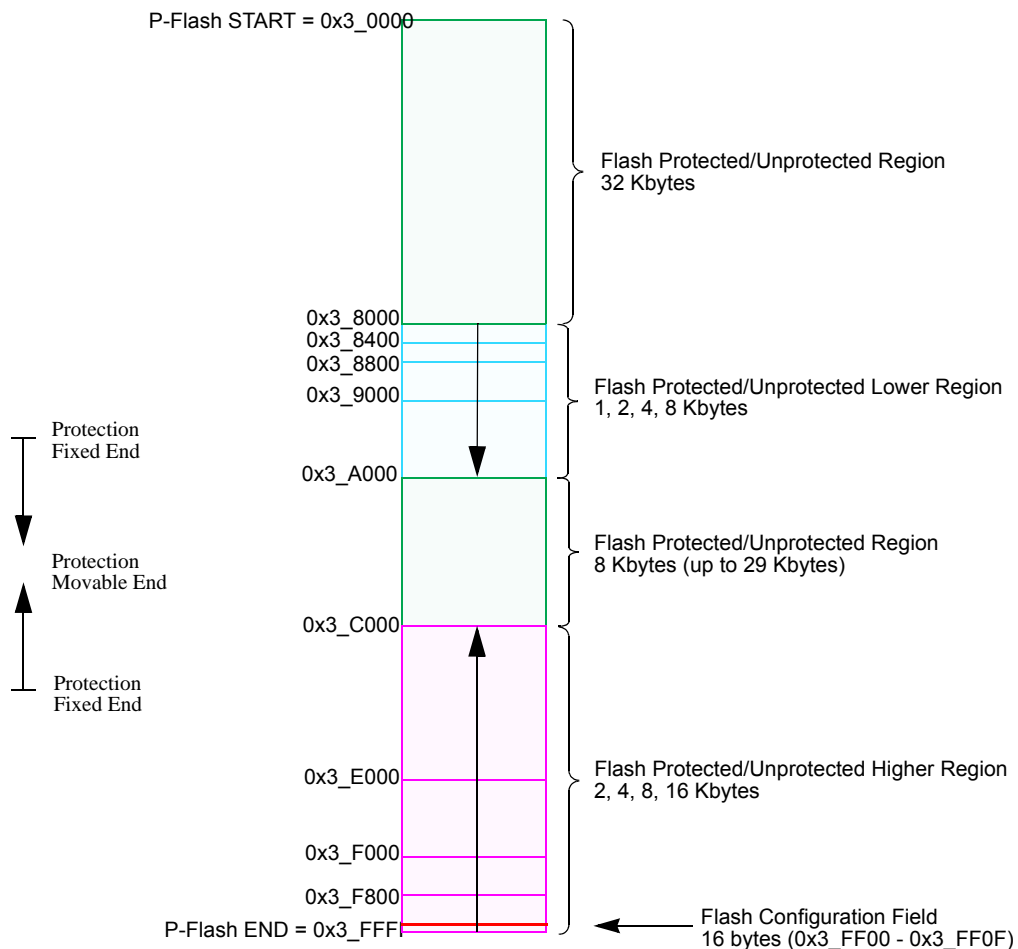 P-Flash START = 0x3_0000
Flash Protected/Unprotected Region
32 Kbytes
0x3_8000
0x3_8400
0x3_8800
0x3_9000
Flash Protected/Unprotected Lower Region
1, 2, 4, 8 Kbytes
Protection
Fixed End
0x3_A000
Flash Protected/Unprotected Region
8 Kbytes (up to 29 Kbytes)
Protection
Movable End
0x3_C000
Protection
Fixed End
Flash Protected/Unprotected Higher Region
2, 4, 8, 16 Kbytes
0x3_E000
0x3_F000
0x3_F800
P-Flash END = 0x3_FFF
Flash Configuration Field
16 bytes (0x3_FF00 - 0x3_FF0F)